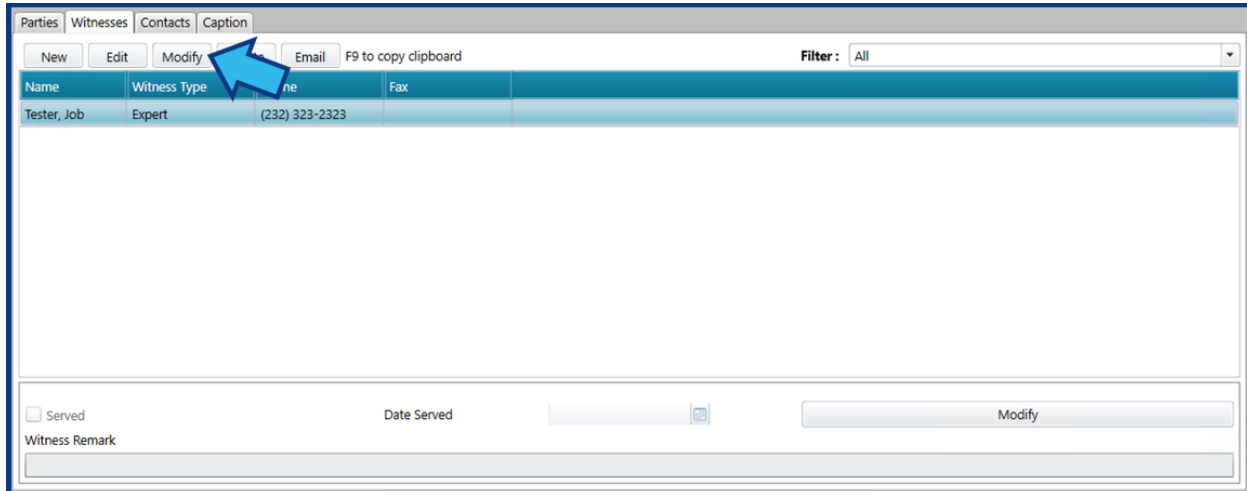 Parties Witnesses Contacts Caption
New Edit Modify Email F9 to copy clipboard Filter : All
Name Witness Type Fax
Tester, Job Expert (232) 323-2323
Served Date Served Modify
Witness Remark